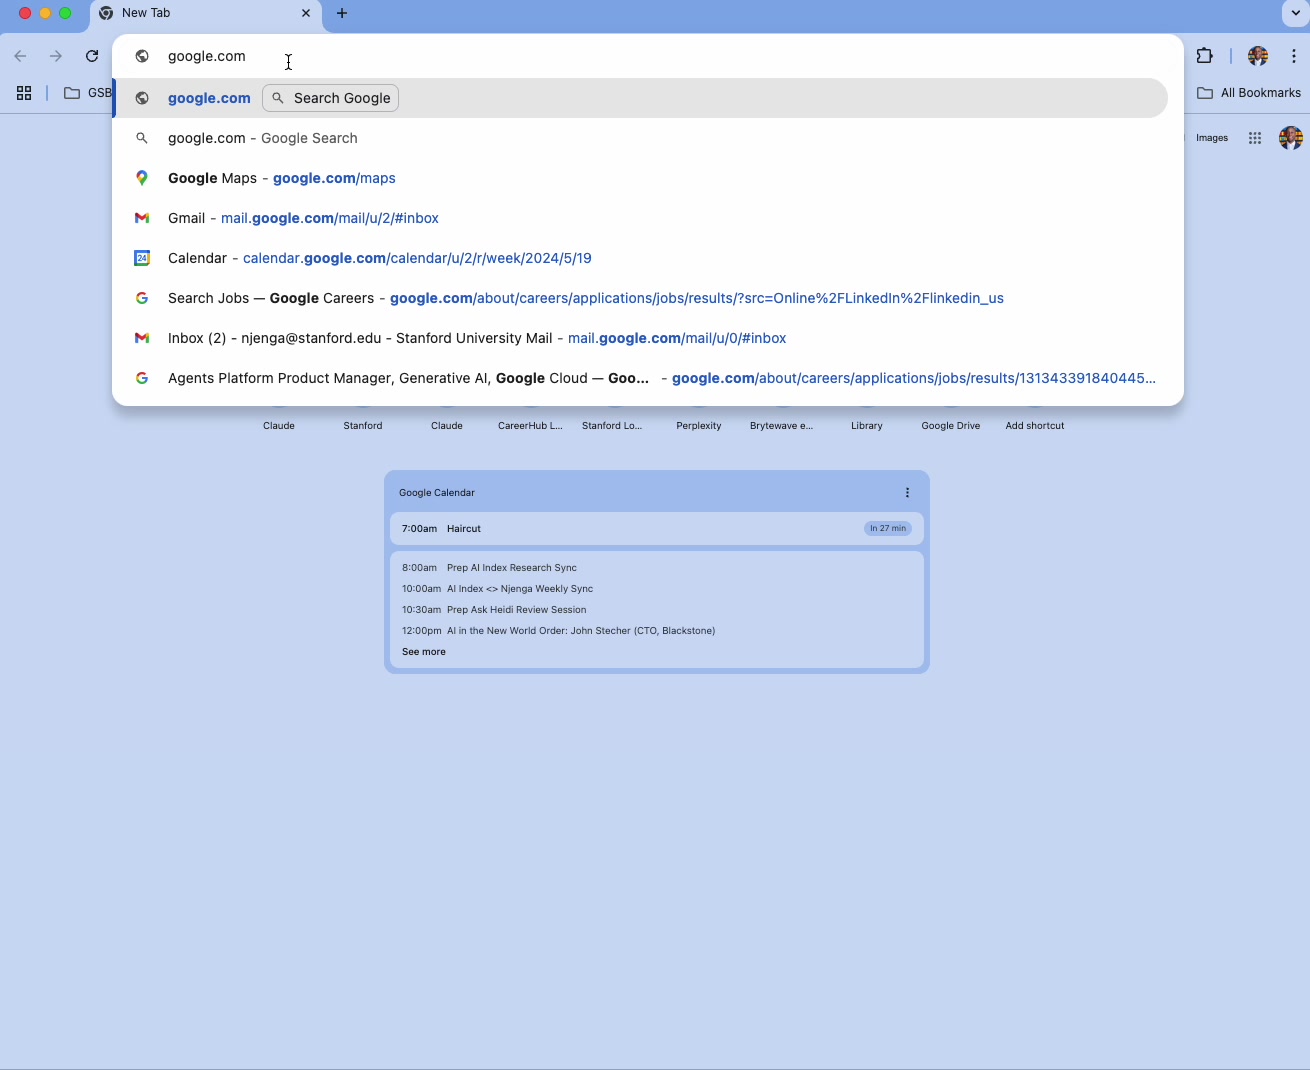 New Tab
google.com
GSB
All Bookmarks
google.com Search Google
google.com - Google Search
Images
Google Maps - google.com/maps
Gmail - mail.google.com/mail/u/2/#inbox
24
Calendar - calendar.google.com/calendar/u/2/r/week/2024/5/19
Search Jobs — Google Careers - google.com/about/careers/applications/jobs/results/?src=Online%2FLinkedIn%2Flinkedin_us
Inbox (2) - njenga@stanford.edu - Stanford University Mail - mail.google.com/mail/u/0/#inbox
Agents Platform Product Manager, Generative AI, Google Cloud — Goo... - google.com/about/careers/applications/jobs/results/131343391840445...
Claude Stanford Claude CareerHub L... Stanford Lo... Perplexity Brytewave e... Library Google Drive Add shortcut
Google Calendar
7:00am Haircut In 27 min
8:00am Prep AI Index Research Sync
10:00am AI Index <> Njenga Weekly Sync
10:30am Prep Ask Heidi Review Session
12:00pm AI in the New World Order: John Stecher (CTO, Blackstone)
See more